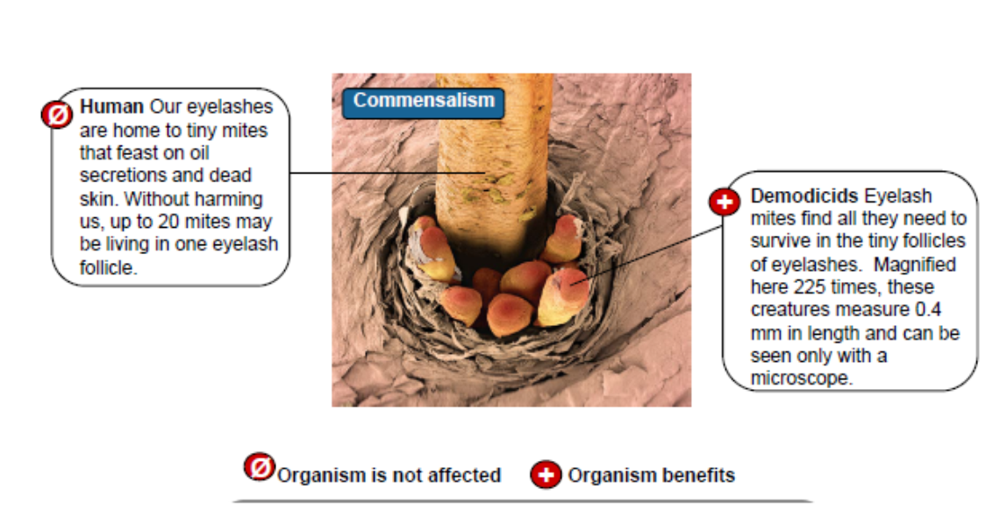 Commensalism
Ø
Human Our eyelashes
are home to tiny mites
that feast on oil
secretions and dead
skin. Without harming
us, up to 20 mites may
be living in one eyelash
follicle.
+
Demodicids Eyelash
mites find all they need to
survive in the tiny follicles
of eyelashes.  Magnified
here 225 times, these
creatures measure 0.4
mm in length and can be
seen only with a
microscope.
Ø Organism is not affected
+ Organism benefits